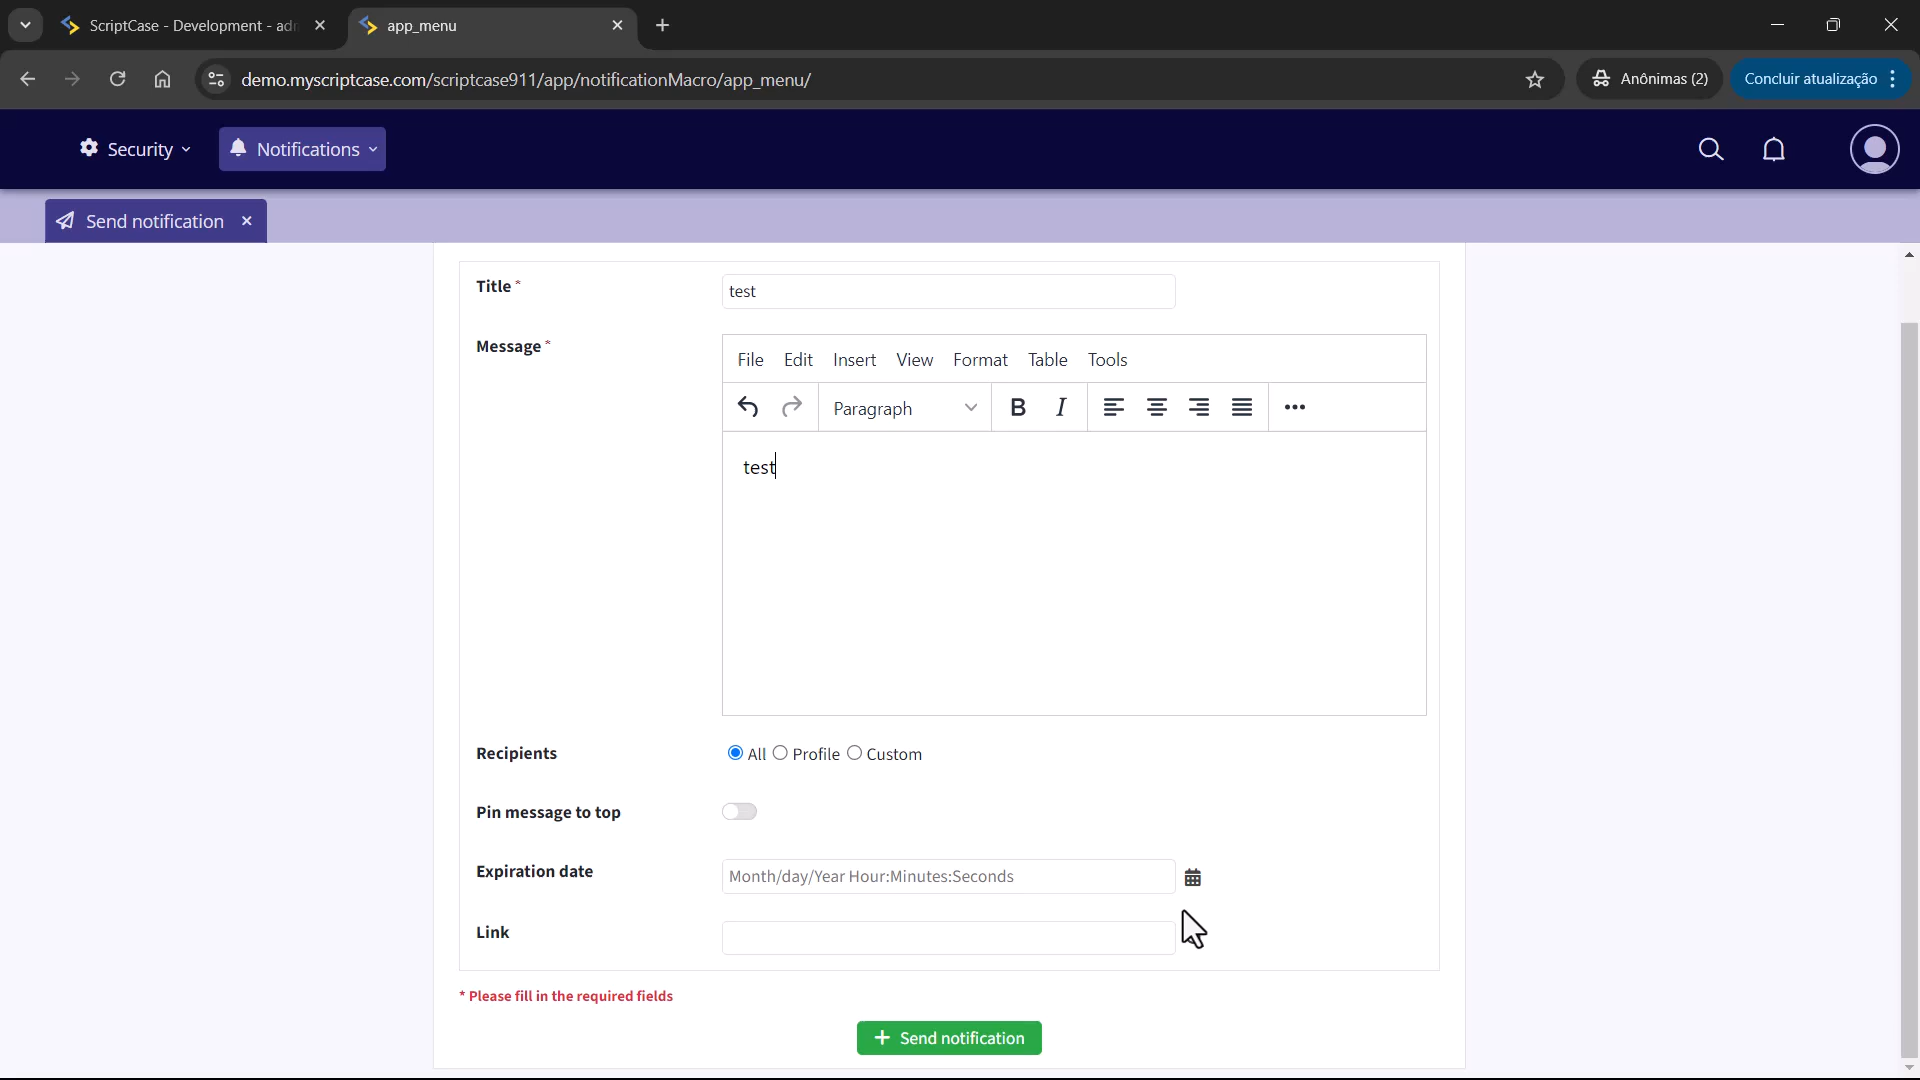 ScriptCase - Development - adn
app_menu
demo.myscriptcase.com/scriptcase911/app/notificationMacro/app_menu/
Anônimas (2)
Concluir atualização
Security
Notifications
Send notification
Title *
test
Message *
File Edit Insert View Format Table Tools
Paragraph B I
test
Recipients
All Profile Custom
Pin message to top
Expiration date
Month/day/Year Hour:Minutes:Seconds
Link
* Please fill in the required fields
+ Send notification